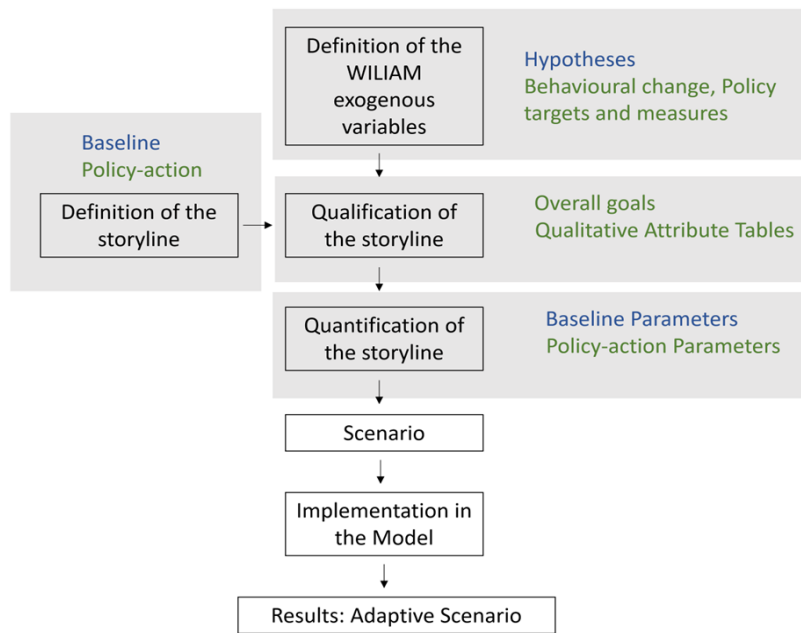 Definition of the
WILIAM
exogenous
variables
Hypotheses
Behavioural change, Policy
targets and measures
Baseline
Policy-action
Definition of the
storyline
Qualification of
the storyline
Overall goals
Qualitative Attribute Tables
Quantification of
the storyline
Baseline Parameters
Policy-action Parameters
Scenario
Implementation in
the Model
Results: Adaptive Scenario